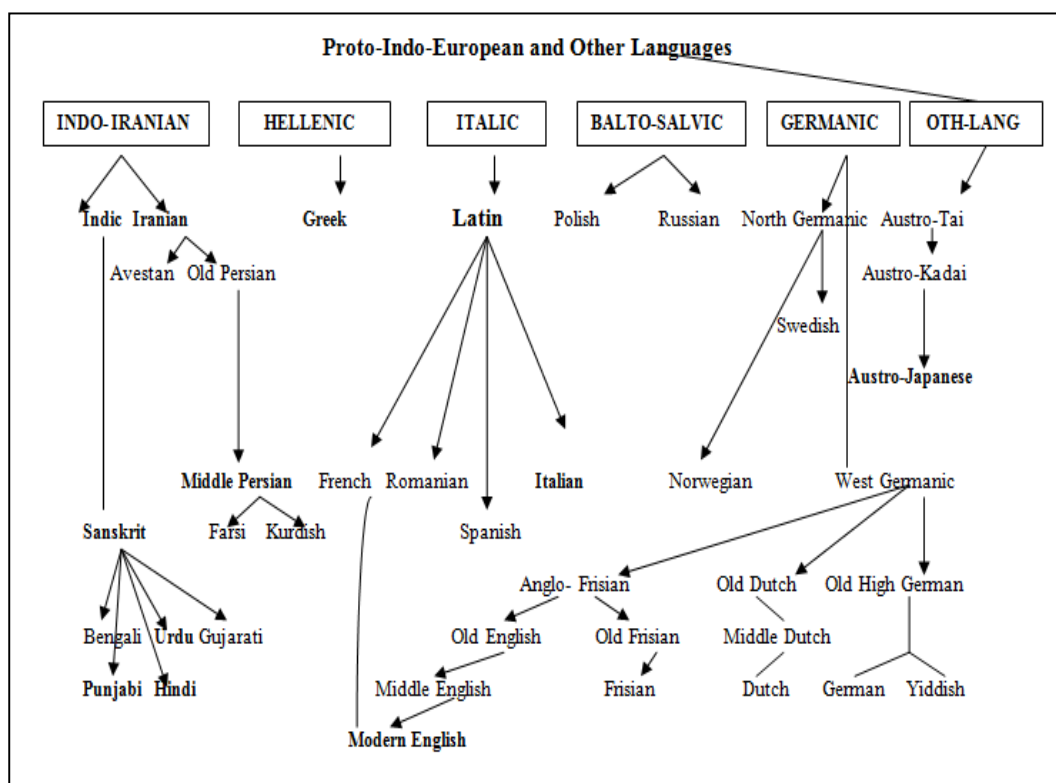 Proto-Indo-European and Other Languages
INDO-IRANIAN HELLENIC ITALIC BALTO-SALVIC GERMANIC OTH-LANG
Indic Iranian Greek Latin Polish Russian North Germanic Austro-Tai
Avestan Old Persian Austro-Kadai
Swedish
Austro-Japanese
Middle Persian French Romanian Italian Norwegian West Germanic
Sanskrit Farsi Kurdish Spanish
Anglo- Frisian Old Dutch Old High German
Bengali Urdu Gujarati Old English Old Frisian Middle Dutch
Punjabi Hindi Middle English Frisian Dutch German Yiddish
Modern English